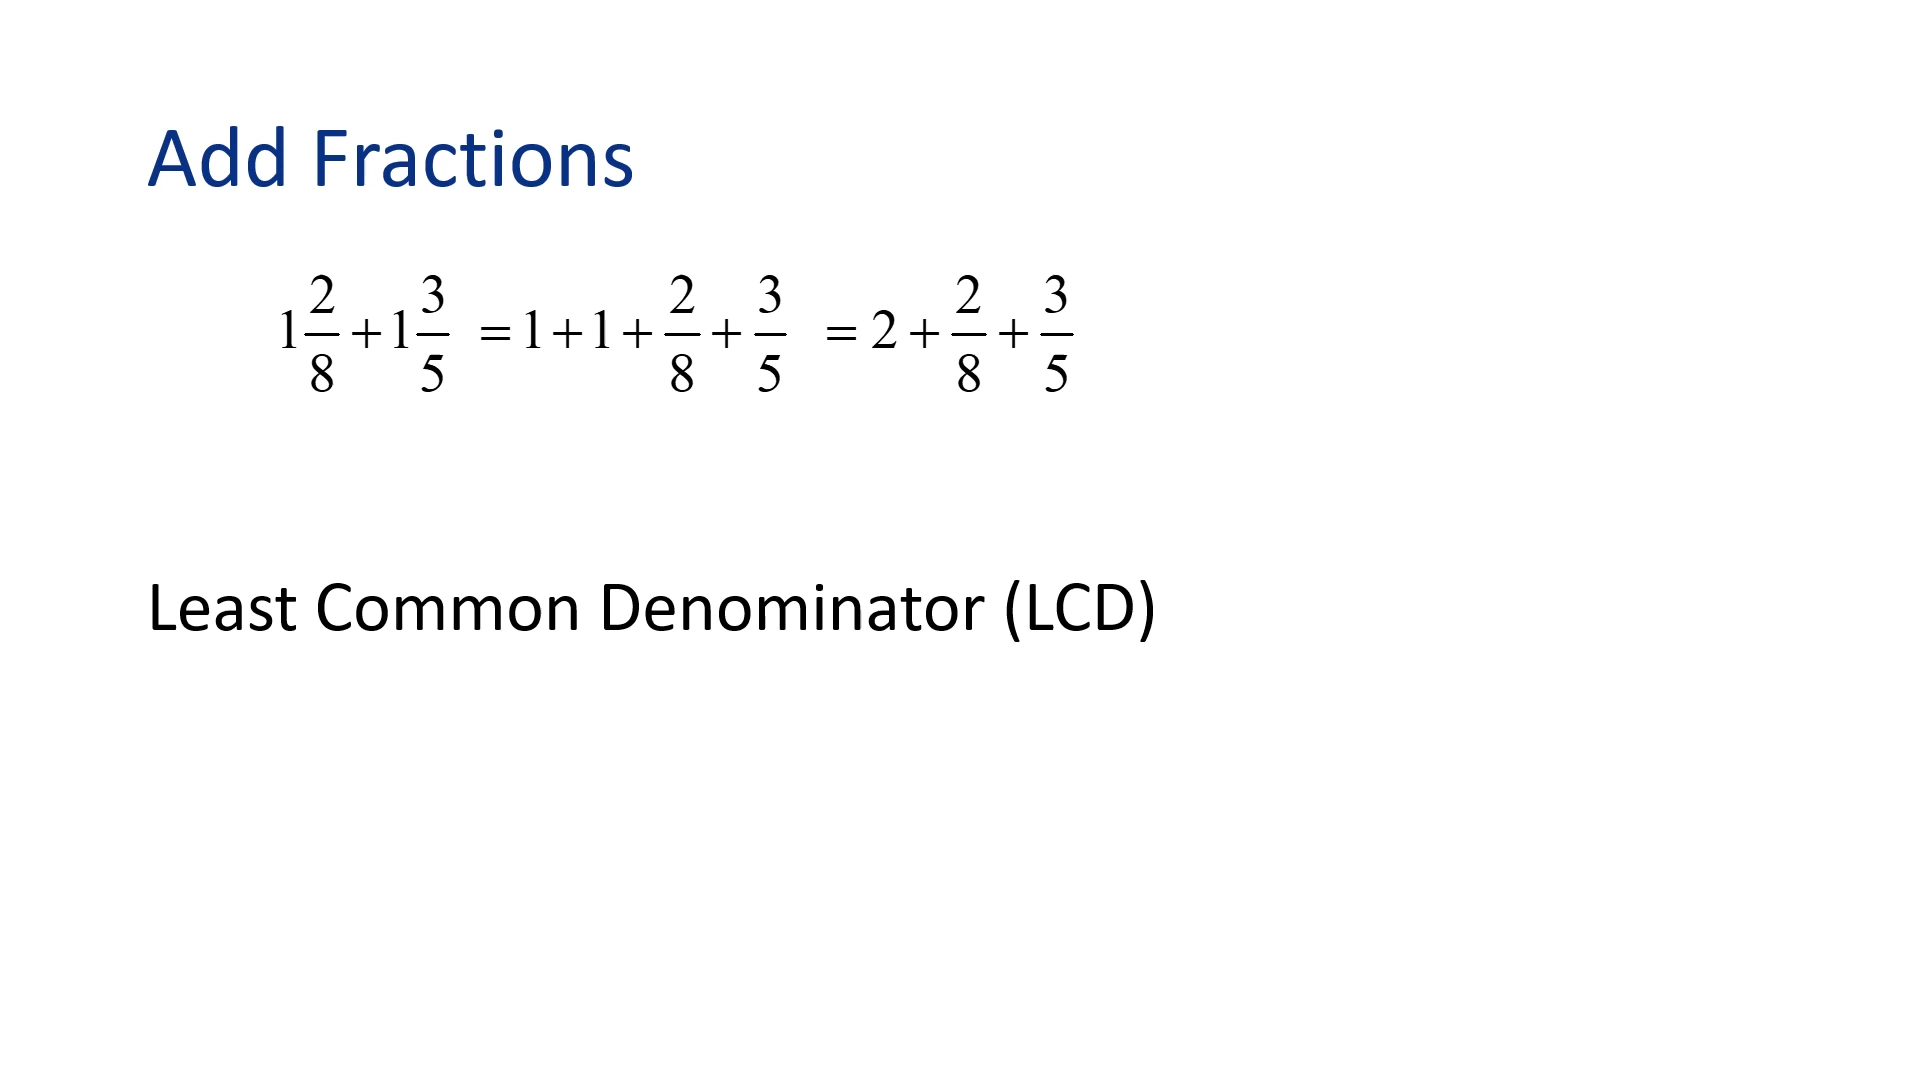 Add Fractions
1 2/8 + 1 3/5 = 1 + 1 + 2/8 + 3/5 = 2 + 2/8 + 3/5
Least Common Denominator (LCD)